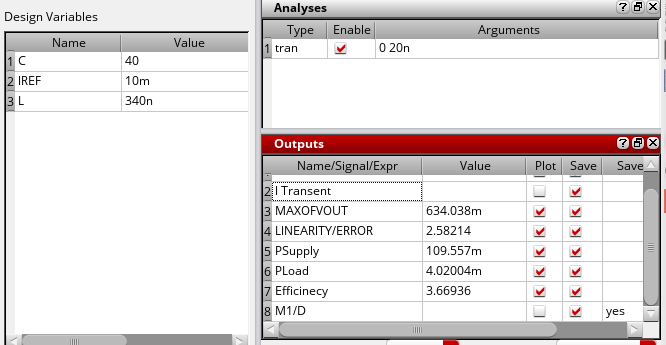 Design Variables
Name Value
1 C 40
2 IREF 10m
3 L 340n
Analyses
Type Enable Arguments
1 tran 0 20n
Outputs
Name/Signal/Expr Value Plot Save Save
2 I Transent
3 MAXOFVOUT 634.038m
4 LINEARITY/ERROR 2.58214
5 PSupply 109.557m
6 PLoad 4.02004m
7 Efficinecy 3.66936
8 M1/D yes